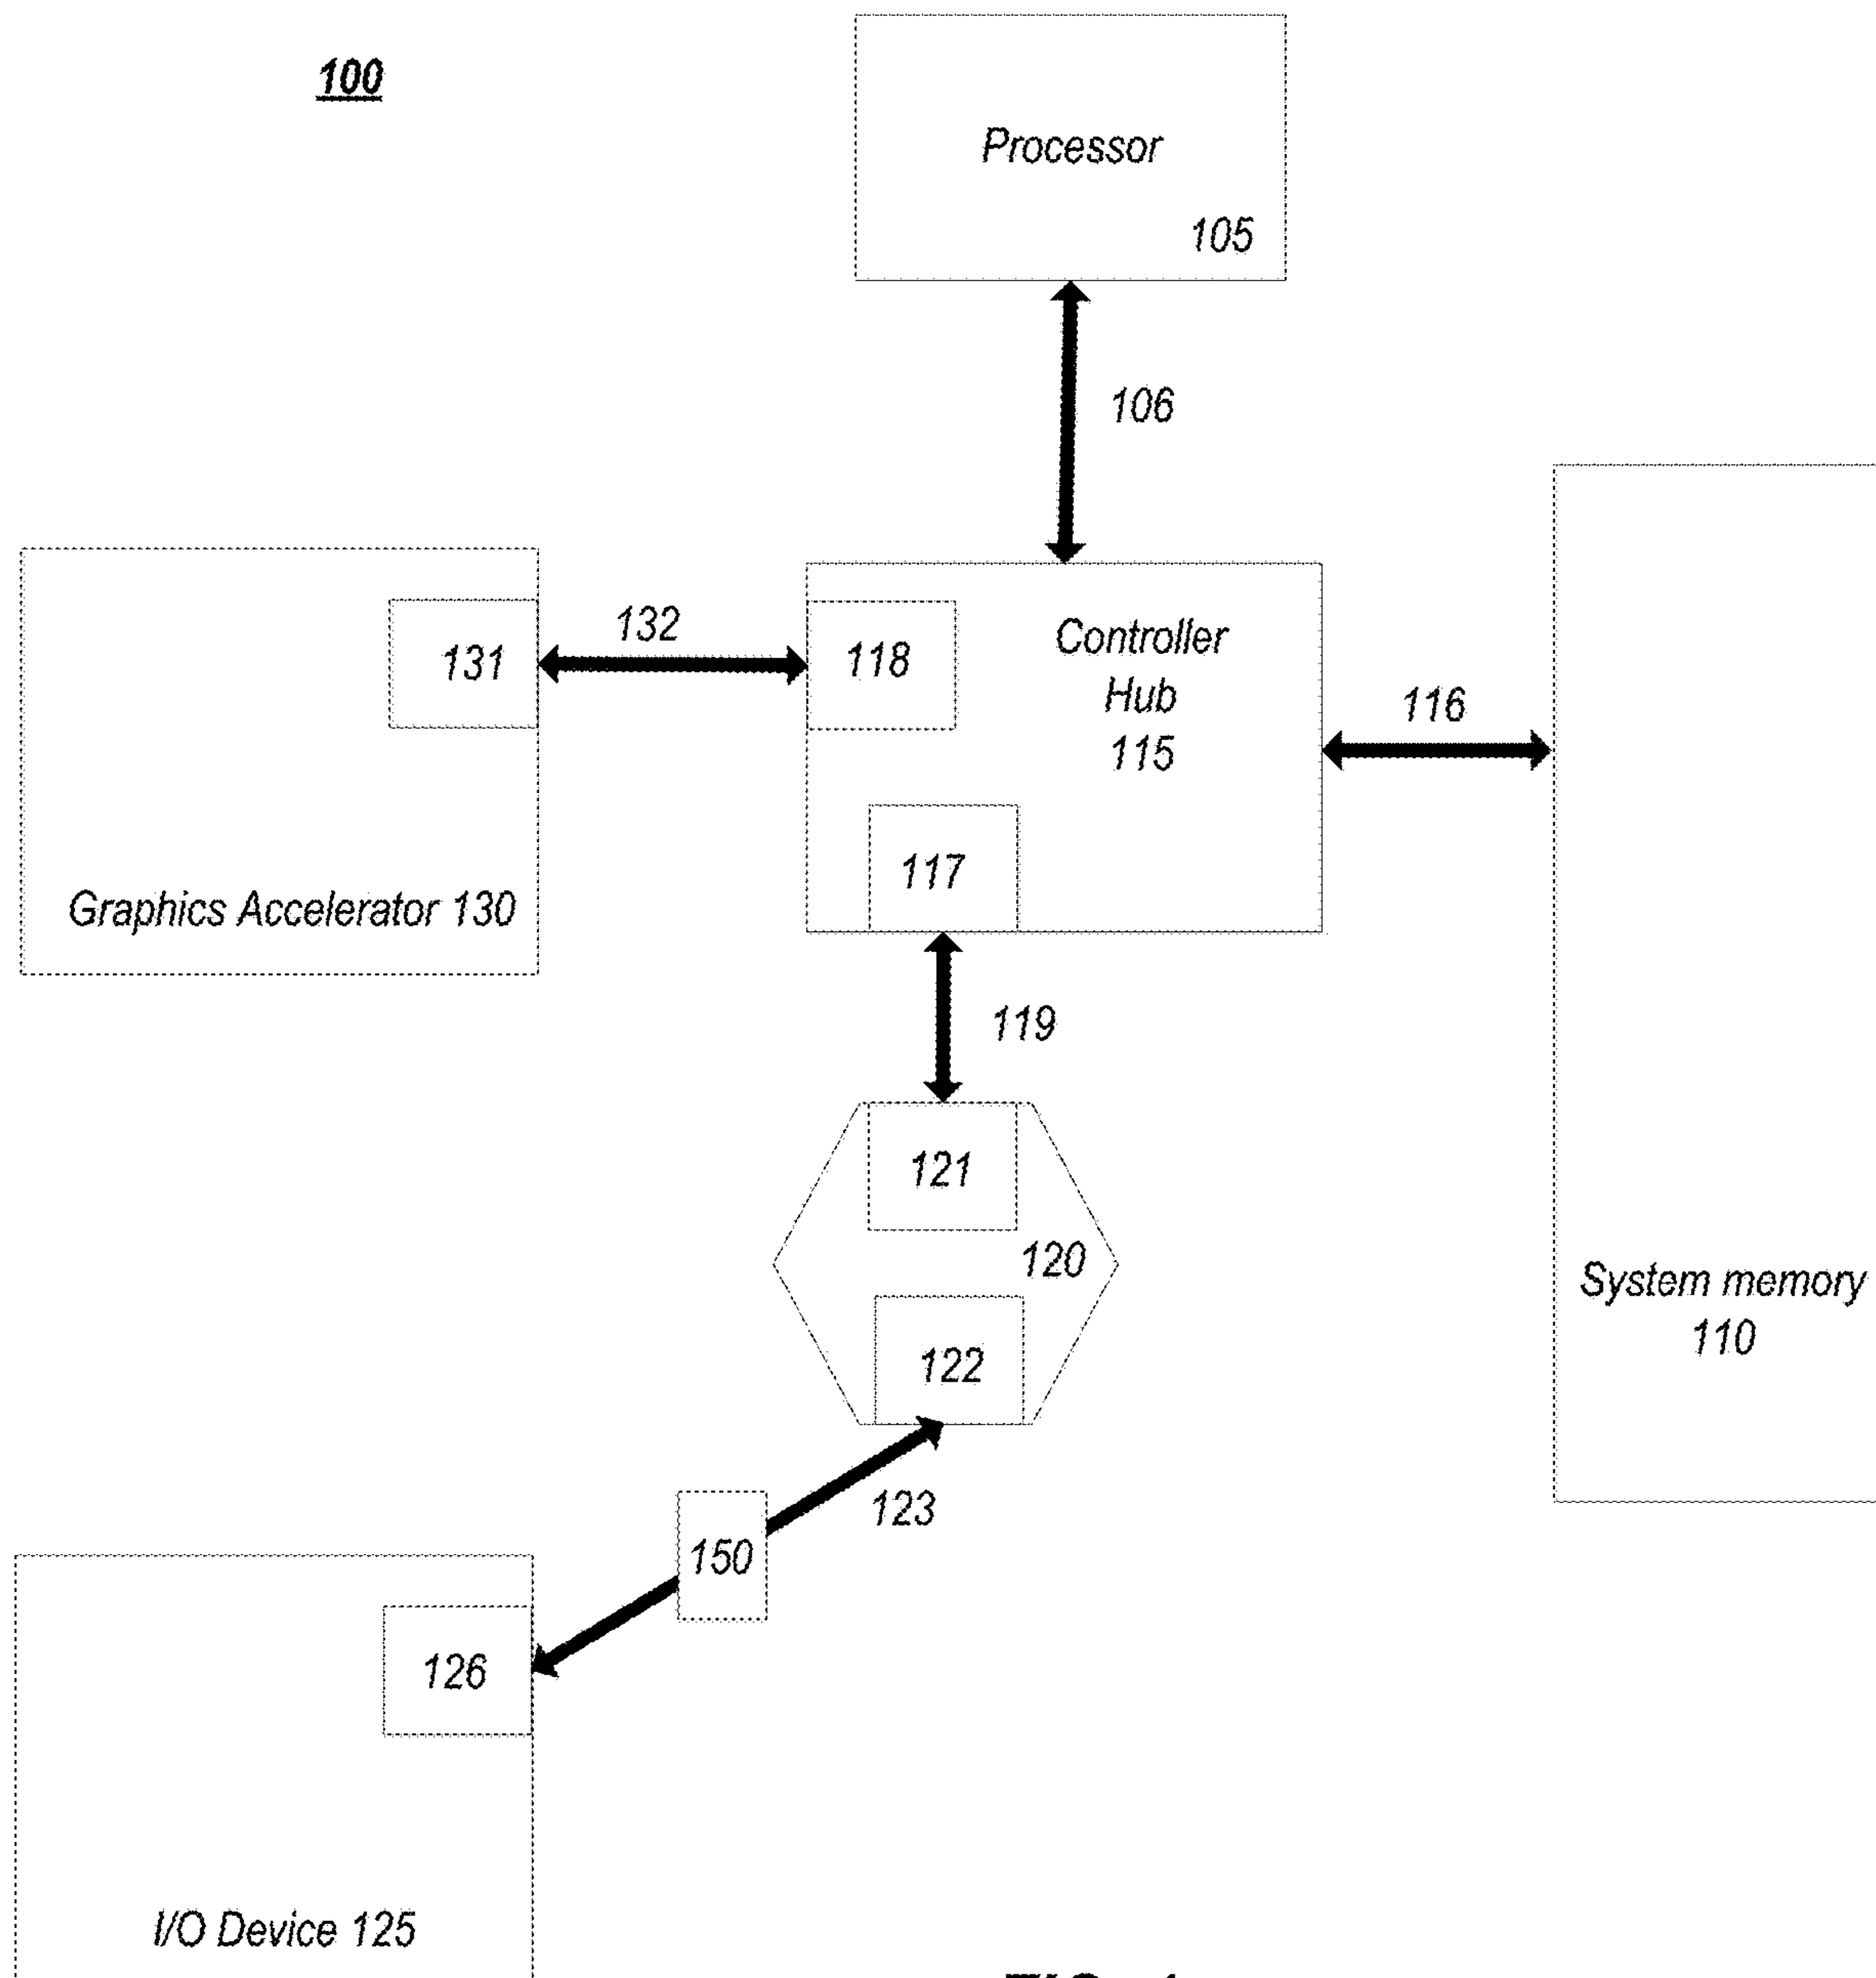 100
Processor
105
106
132
131
118
Controller
Hub
115
116
117
Graphics Accelerator 130
119
121
120
System memory
110
122
123
150
126
I/O Device 125